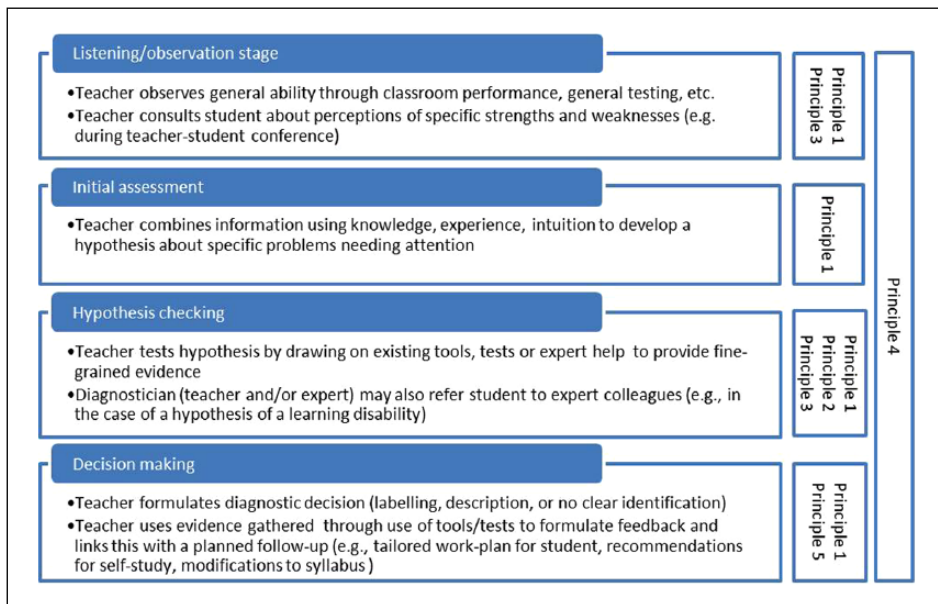 Listening/observation stage
•Teacher observes general ability through classroom performance, general testing, etc.
•Teacher consults student about perceptions of specific strengths and weaknesses (e.g.
during teacher-student conference)
Principle 1
Principle 3
Initial assessment
•Teacher combines information using knowledge, experience, intuition to develop a
hypothesis about specific problems needing attention
Principle 1
Hypothesis checking
•Teacher tests hypothesis by drawing on existing tools, tests or expert help to provide fine-
grained evidence
•Diagnostician (teacher and/or expert) may also refer student to expert colleagues (e.g., in
the case of a hypothesis of a learning disability)
Principle 1
Principle 2
Principle 3
Decision making
•Teacher formulates diagnostic decision (labelling, description, or no clear identification)
•Teacher uses evidence gathered through use of tools/tests to formulate feedback and
links this with a planned follow-up (e.g., tailored work-plan for student, recommendations
for self-study, modifications to syllabus )
Principle 1
Principle 5
Principle 4